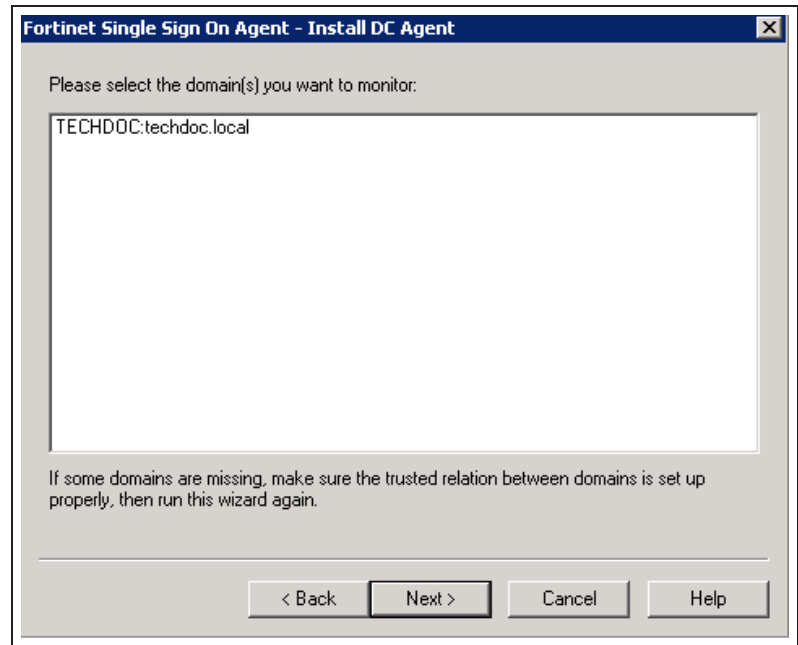 Fortinet Single Sign On Agent - Install DC Agent
Please select the domain(s) you want to monitor:
TECHDOC:techdoc.local
If some domains are missing, make sure the trusted relation between domains is set up
properly, then run this wizard again.
< Back Next > Cancel Help